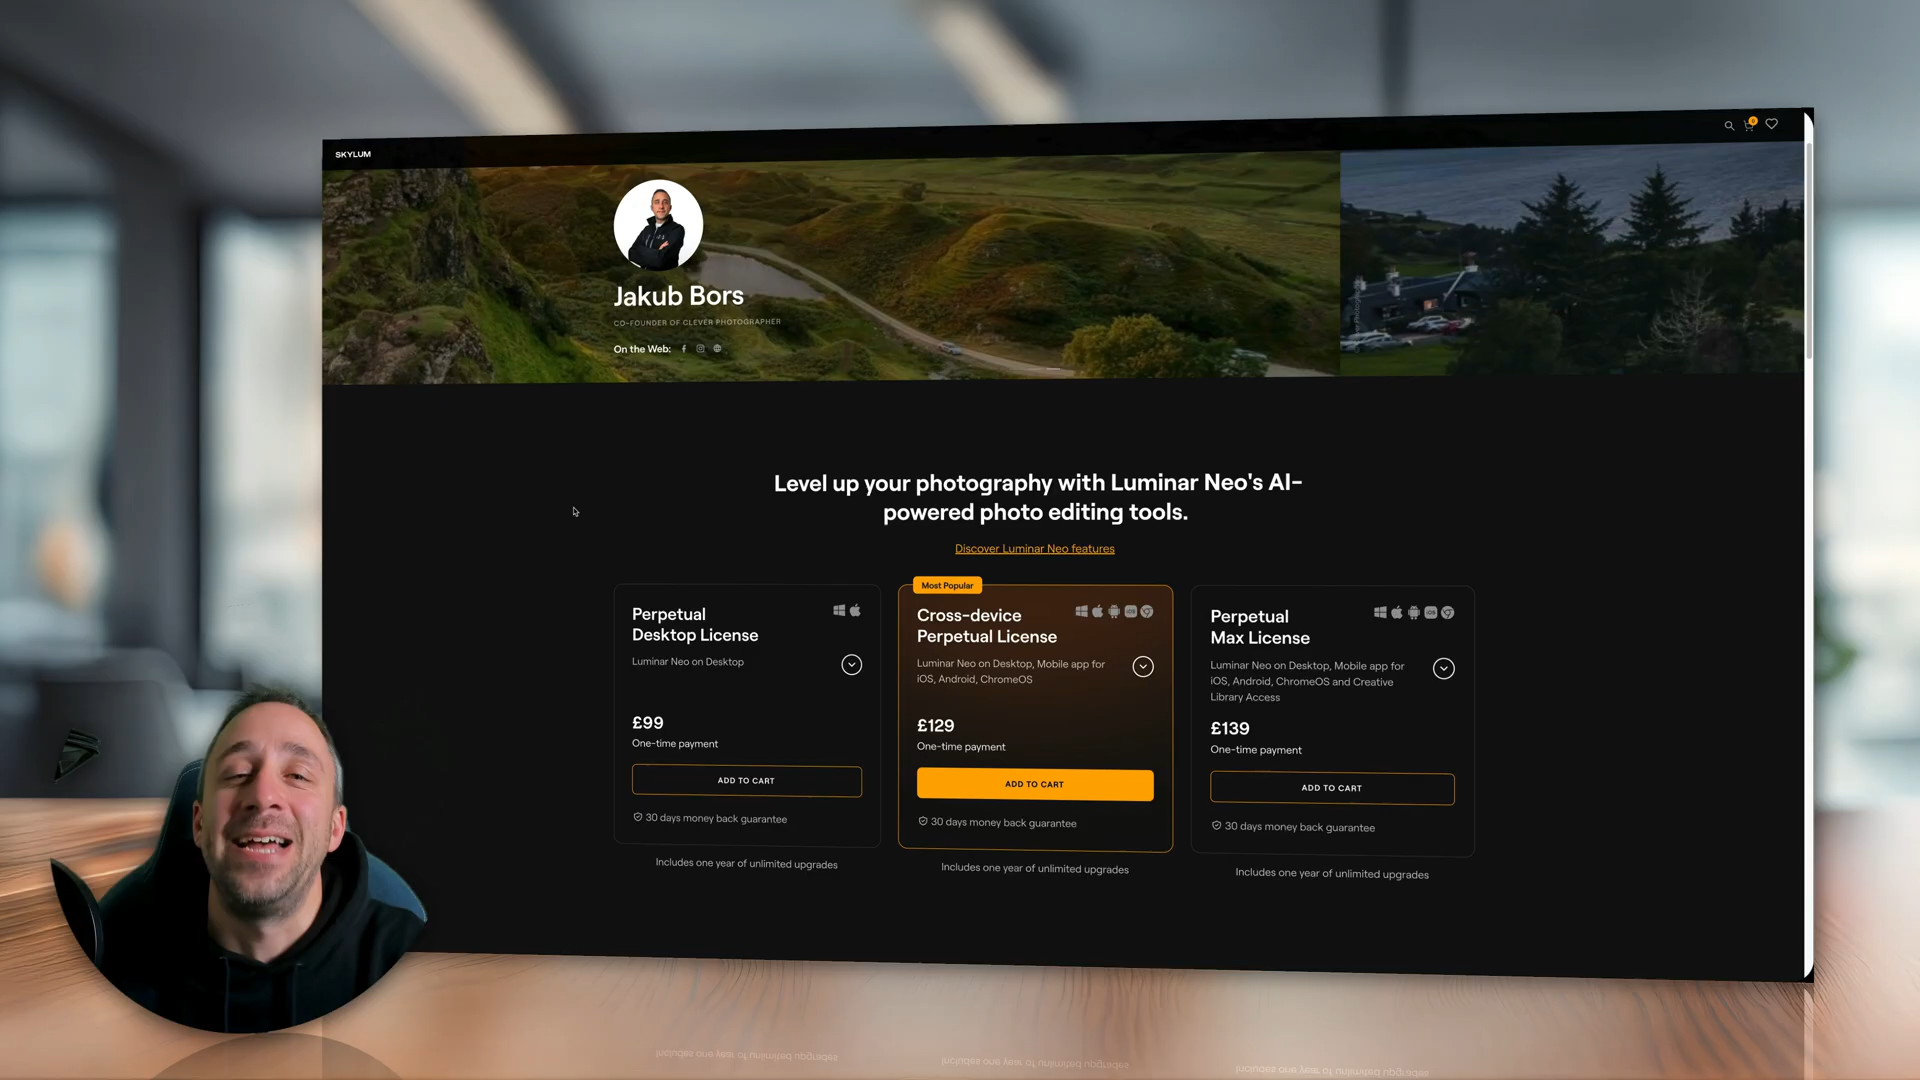 SKYLUM
0
Jakub Bors
CO-FOUNDER OF CLEVER PHOTOGRAPHER
On the Web:
Level up your photography with Luminar Neo's AI-
powered photo editing tools.
Discover Luminar Neo features
Perpetual
Desktop License
Luminar Neo on Desktop
£99
One-time payment
ADD TO CART
30 days money back guarantee
Includes one year of unlimited upgrades
Most Popular
Cross-device
Perpetual License
iOS
Luminar Neo on Desktop, Mobile app for
iOS, Android, ChromeOS
£129
One-time payment
ADD TO CART
30 days money back guarantee
Includes one year of unlimited upgrades
Perpetual
Max License
iOS
Luminar Neo on Desktop, Mobile app for
iOS, Android, ChromeOS and Creative
Library Access
£139
One-time payment
ADD TO CART
30 days money back guarantee
Includes one year of unlimited upgrades